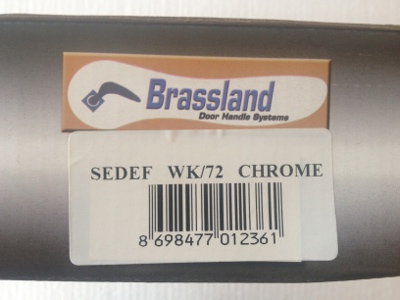 Brassland
Door Handle Systems
SEDEF WK/72 CHROME
8 698477 012361